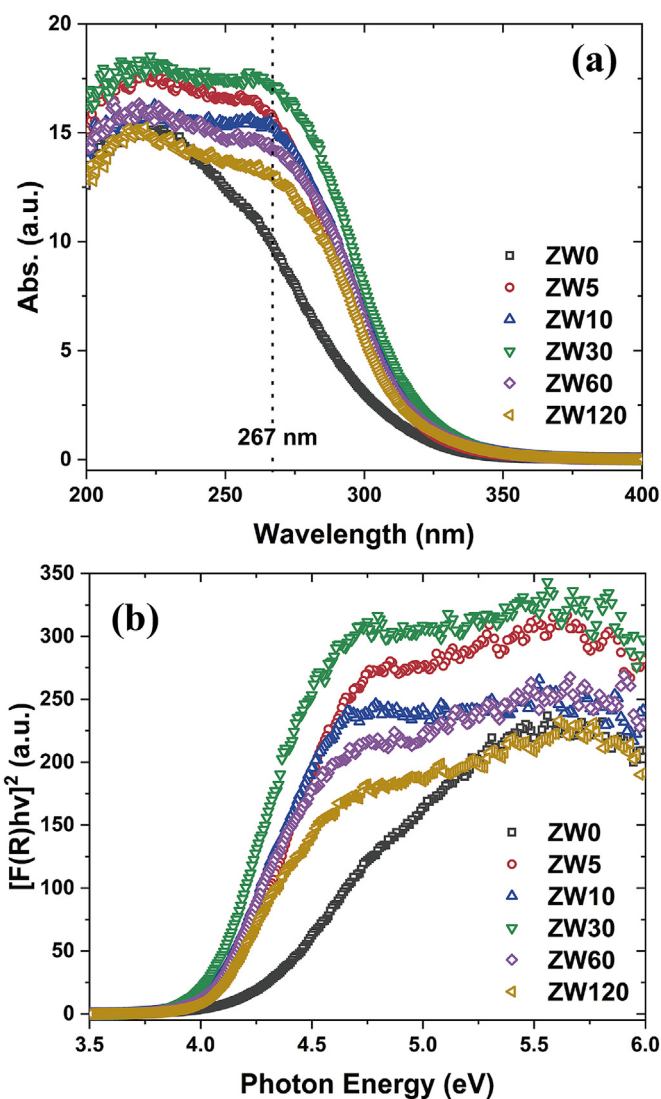 (a)
Abs. (a.u.)
20
15
10
5
0
267 nm
ZW0
ZW5
ZW10
ZW30
ZW60
ZW120
200
250
300
350
400
Wavelength (nm)
(b)
[F(R)hv]² (a.u.)
350
300
250
200
150
100
50
0
ZW0
ZW5
ZW10
ZW30
ZW60
ZW120
3.5
4.0
4.5
5.0
5.5
6.0
Photon Energy (eV)